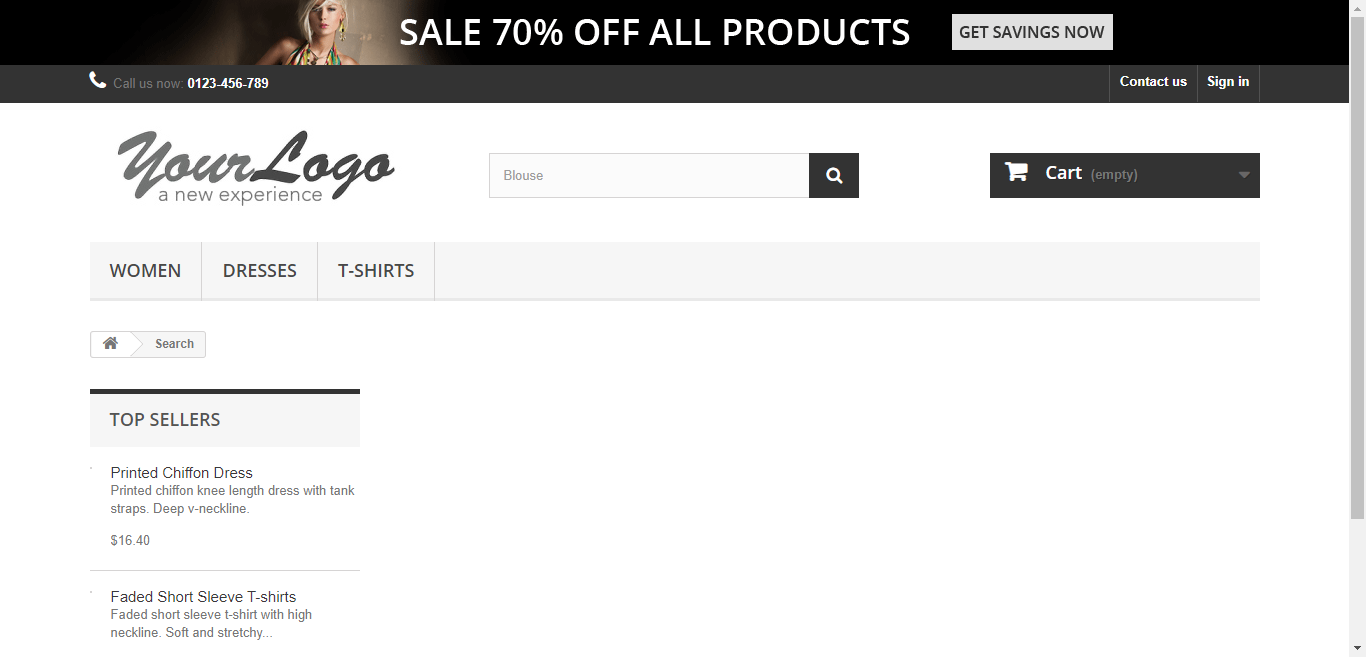 SALE 70% OFF ALL PRODUCTS
GET SAVINGS NOW
Call us now: 0123-456-789
Contact us
Sign in
YourLogo
a new experience
Blouse
Cart (empty)
WOMEN
DRESSES
T-SHIRTS
Search
TOP SELLERS
Printed Chiffon Dress
Printed chiffon knee length dress with tank
straps. Deep v-neckline.
$16.40
Faded Short Sleeve T-shirts
Faded short sleeve t-shirt with high
neckline. Soft and stretchy...